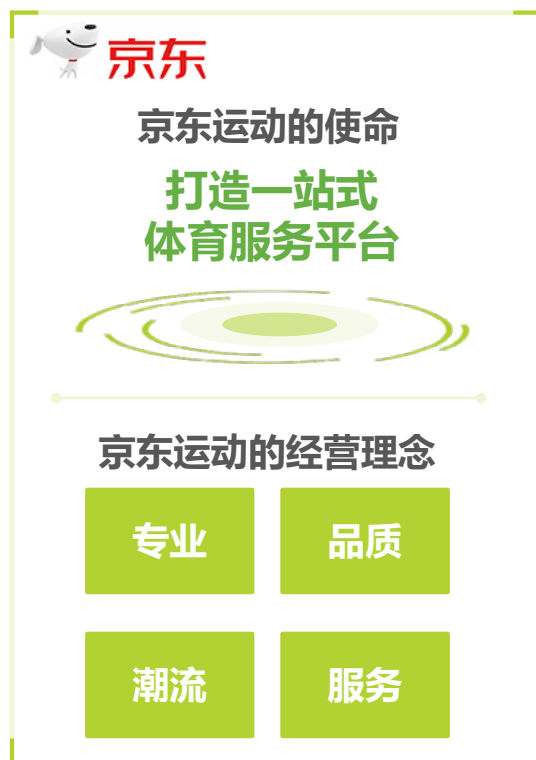 京东
京东运动的使命
打造一站式
体育服务平台
京东运动的经营理念
专业
品质
潮流
服务